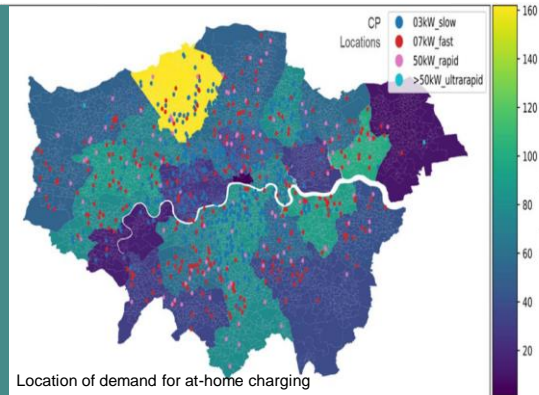 CP
Locations
03kW_slow
07kW_fast
50kW_rapid
>50kW_ultrarapid
160
140
120
100
80
60
40
20
Location of demand for at-home charging